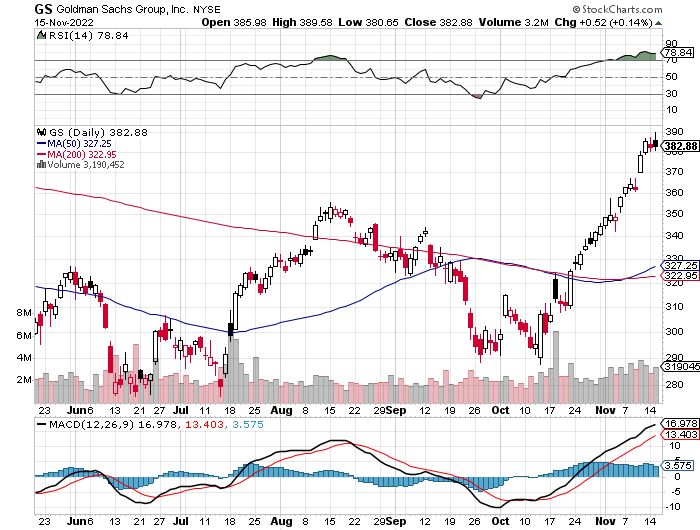 GS Goldman Sachs Group, Inc. NYSE
© StockCharts.com
15-Nov-2022
Open 385.98 High 389.58 Low 380.65 Close 382.88 Volume 3.2M Chg +0.52 (+0.14%)
RSI(14) 78.84
90
78.84
70
50
30
10
GS (Daily) 382.88
MA(50) 327.25
MA(200) 322.95
Volume 3,190,452
390
382.88
380
370
360
350
340
330
327.25
322.95
320
310
300
290
280
8M
6M
4M
2M
319045
23 Jun 6 13 21 27 Jul 11 18 25 Aug 8 15 22 29 Sep 12 19 26 Oct 10 17 24 Nov 7 14
MACD(12,26,9) 16.978, 13.403, 3.575
16.978
13.403
10
5
3.575
0
-5
-10
23 Jun 6 13 21 27 Jul 11 18 25 Aug 8 15 22 29 Sep 12 19 26 Oct 10 17 24 Nov 7 14